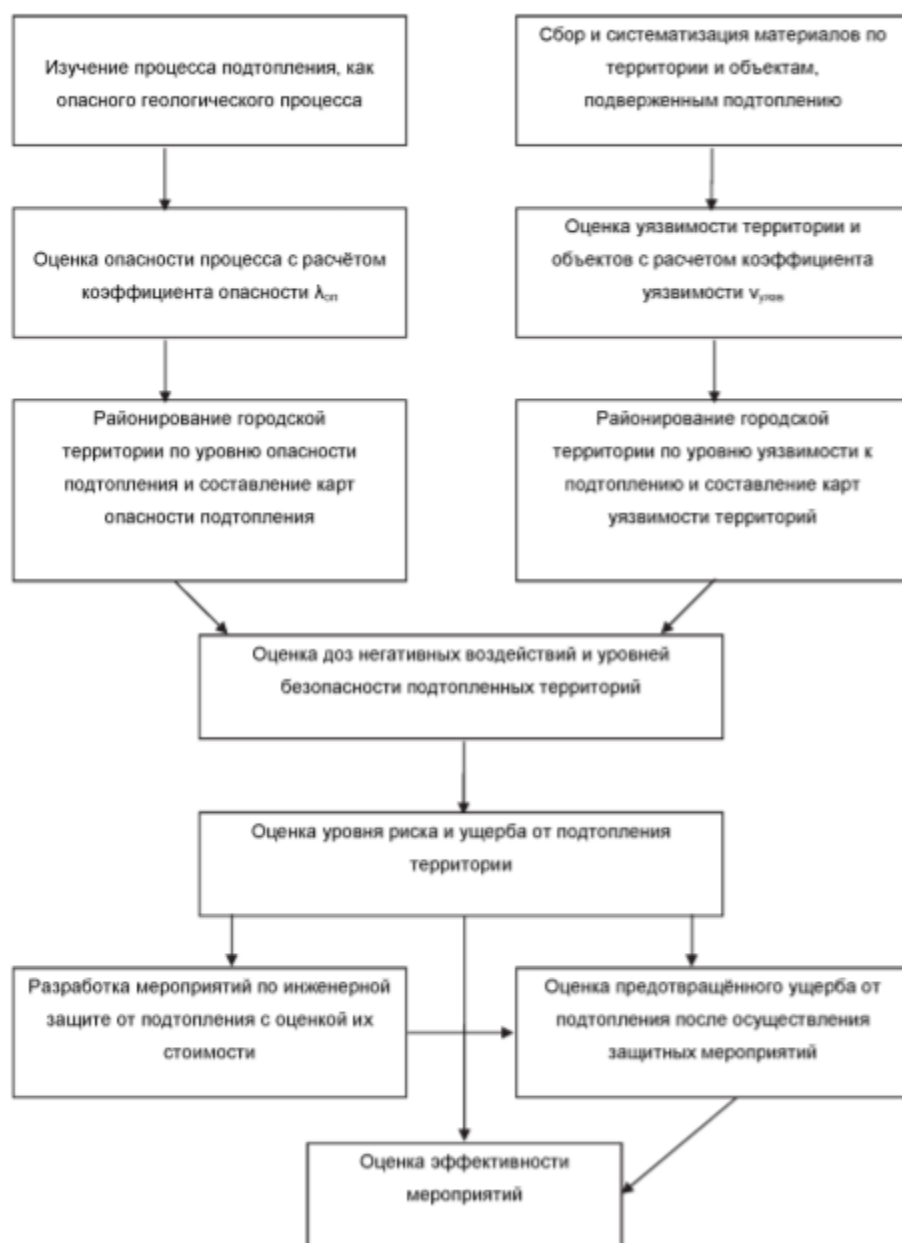 Изучение процесса подтопления, как
опасного геологического процесса
Сбор и систематизация материалов по
территории и объектам,
подверженным подтоплению
Оценка опасности процесса с расчётом
коэффициента опасности λоп
Оценка уязвимости территории и
объектов с расчетом коэффициента
уязвимости vуязв
Районирование городской
территории по уровню опасности
подтопления и составление карт
опасности подтопления
Районирование городской
территории по уровню уязвимости к
подтоплению и составление карт
уязвимости территорий
Оценка доз негативных воздействий и уровней
безопасности подтопленных территорий
Оценка уровня риска и ущерба от подтопления
территории
Разработка мероприятий по инженерной
защите от подтопления с оценкой их
стоимости
Оценка предотвращённого ущерба от
подтопления после осуществления
защитных мероприятий
Оценка эффективности
мероприятий